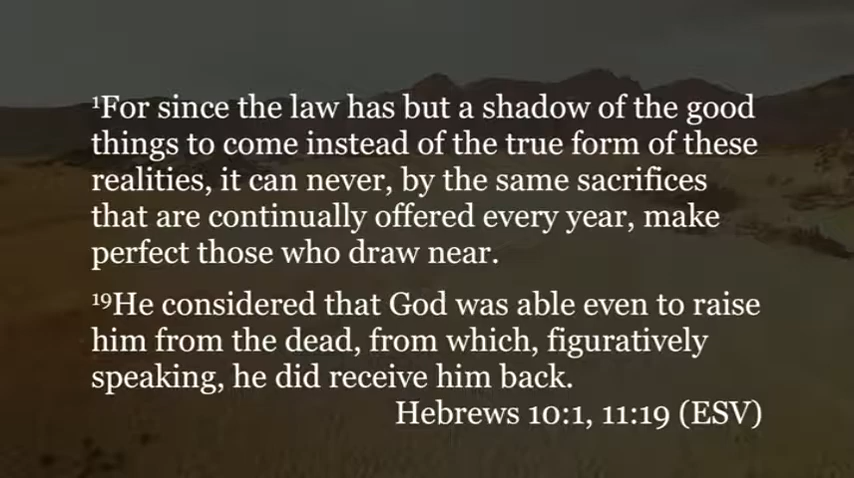 ¹For since the law has but a shadow of the good
things to come instead of the true form of these
realities, it can never, by the same sacrifices
that are continually offered every year, make
perfect those who draw near.
¹⁹He considered that God was able even to raise
him from the dead, from which, figuratively
speaking, he did receive him back.
Hebrews 10:1, 11:19 (ESV)